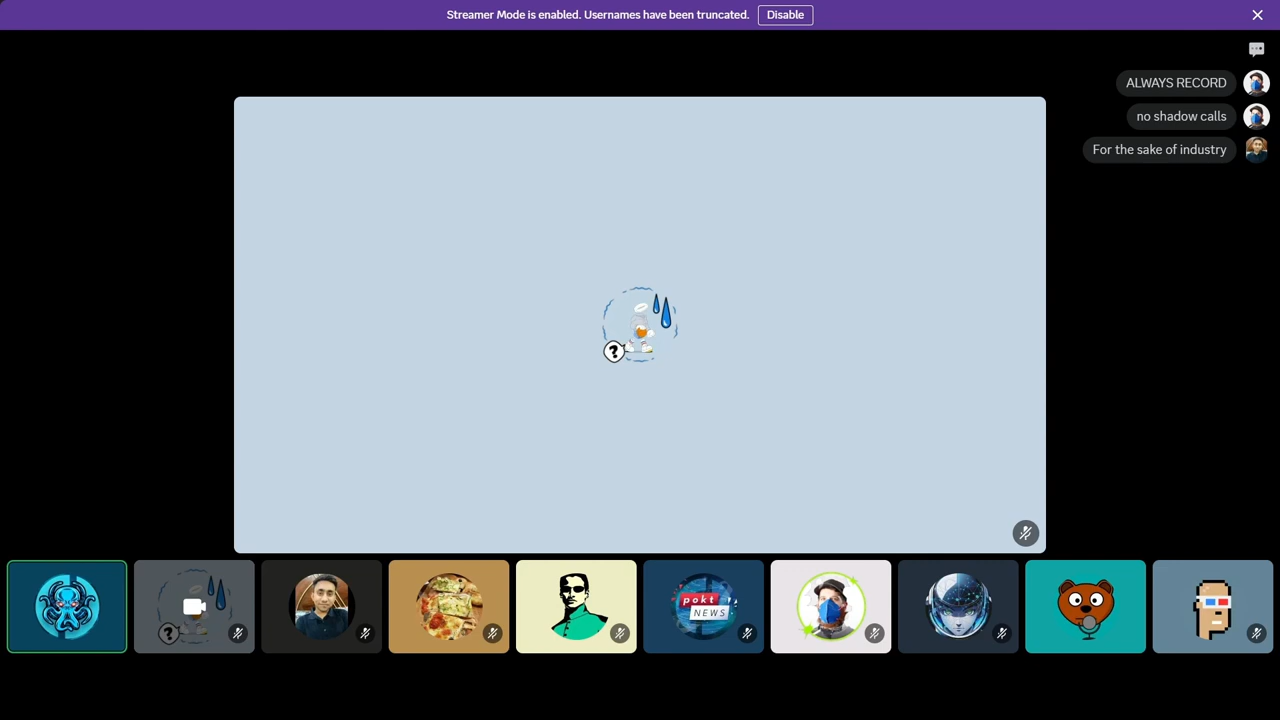 Streamer Mode is enabled. Usernames have been truncated. Disable
ALWAYS RECORD
no shadow calls
For the sake of industry
?
?
pokt
NEWS